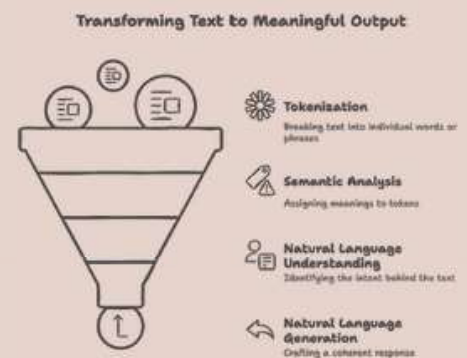 Transforming Text to Meaningful Output
Tokenization
Breaking text into individual words or
phrases
Semantic Analysis
Assigning meanings to tokens
Natural Language
Understanding
Identifying the intent behind the text
Natural Language
Generation
Crafting a coherent response